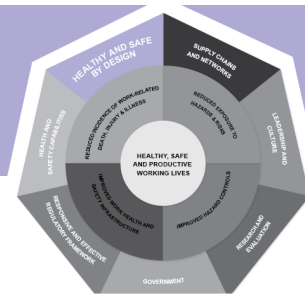 HEALTHY AND SAFE
BY DESIGN
SUPPLY CHAINS
AND NETWORKS
LEADERSHIP AND
CULTURE
RESEARCH AND
EVALUATION
GOVERNMENT
RESPONSIVE AND EFFECTIVE
REGULATORY FRAMEWORK
HEALTH AND
SAFETY CAPABILITIES
REDUCED INCIDENCE OF WORK-RELATED
DEATH, INJURY & ILLNESS
REDUCED EXPOSURE TO
HAZARDS & RISKS
IMPROVED HAZARD CONTROLS
IMPROVED WORK HEALTH AND
SAFETY INFRASTRUCTURE
HEALTHY, SAFE
AND PRODUCTIVE
WORKING LIVES